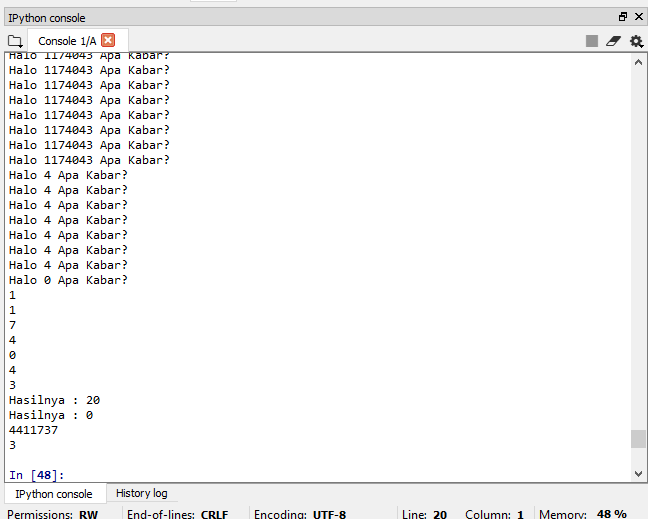 IPython console
Console 1/A
Halo 1174043 Apa Kabar?
Halo 1174043 Apa Kabar?
Halo 1174043 Apa Kabar?
Halo 1174043 Apa Kabar?
Halo 1174043 Apa Kabar?
Halo 1174043 Apa Kabar?
Halo 1174043 Apa Kabar?
Halo 1174043 Apa Kabar?
Halo 4 Apa Kabar?
Halo 4 Apa Kabar?
Halo 4 Apa Kabar?
Halo 4 Apa Kabar?
Halo 4 Apa Kabar?
Halo 4 Apa Kabar?
Halo 4 Apa Kabar?
Halo 0 Apa Kabar?
1
1
7
4
0
4
3
Hasilnya : 20
Hasilnya : 0
4411737
3
In [48]:
IPython console History log
Permissions: RW End-of-lines: CRLF Encoding: UTF-8 Line: 20 Column: 1 Memory: 48 %